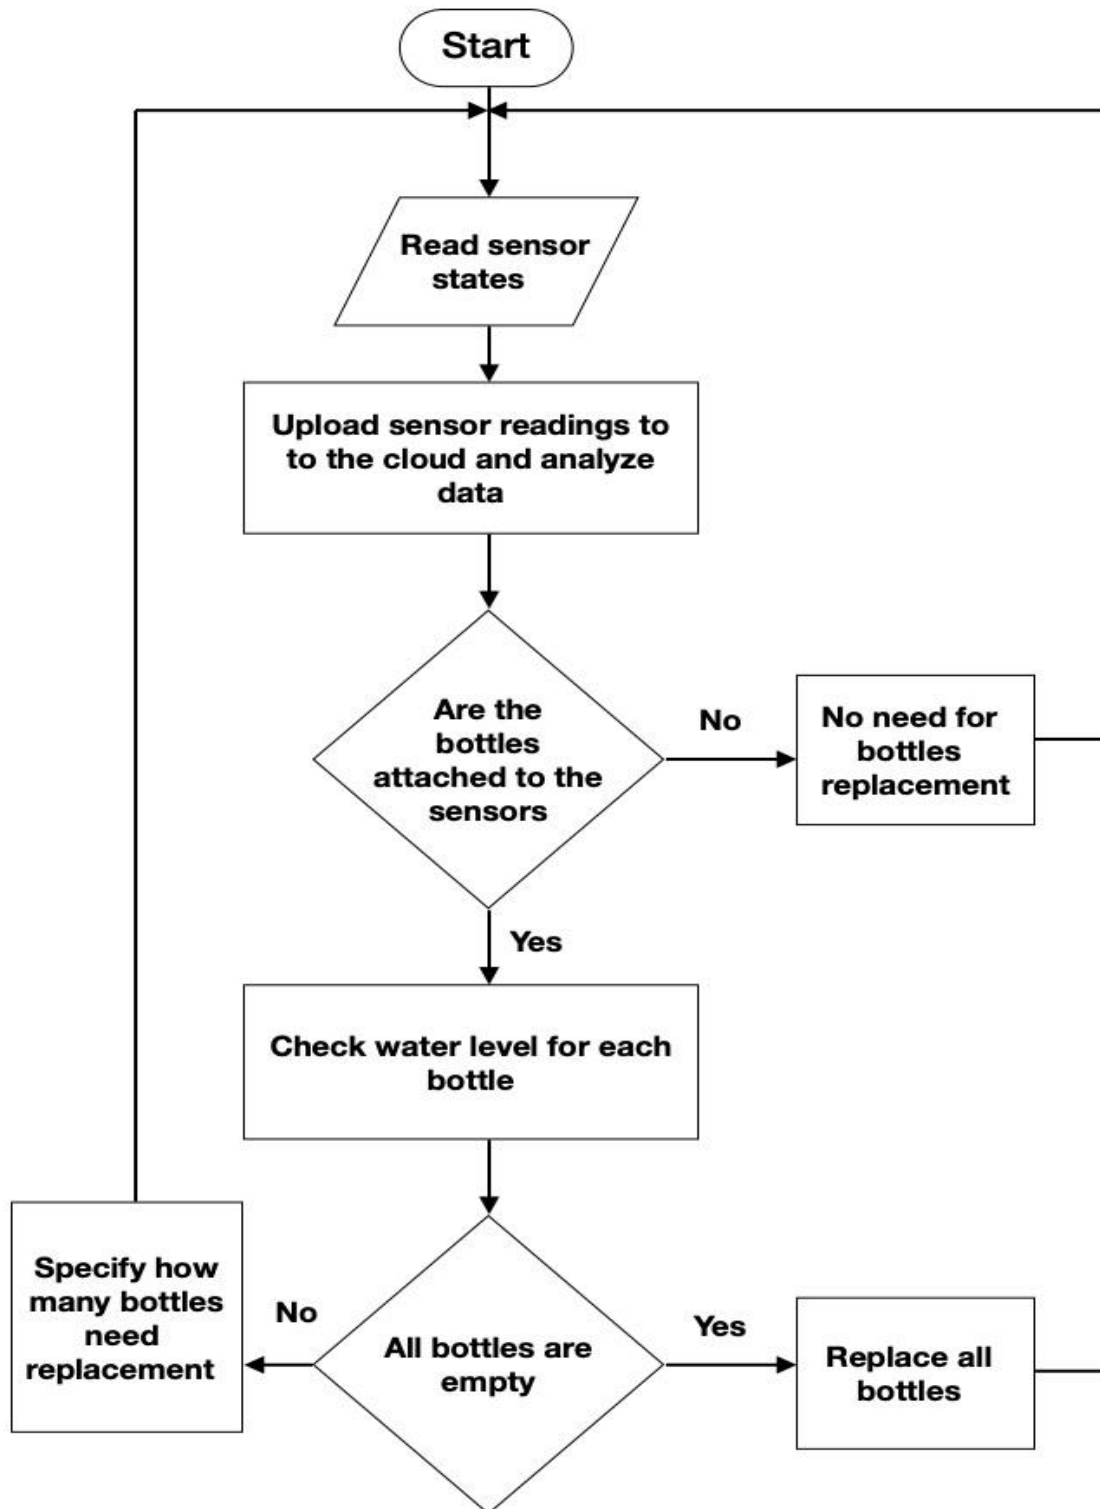 Start
Read sensor
states
Upload sensor readings to
to the cloud and analyze
data
Are the
bottles
attached to the
sensors
No
No need for
bottles
replacement
Yes
Check water level for each
bottle
Specify how
many bottles
need
replacement
No
All bottles are
empty
Yes
Replace all
bottles